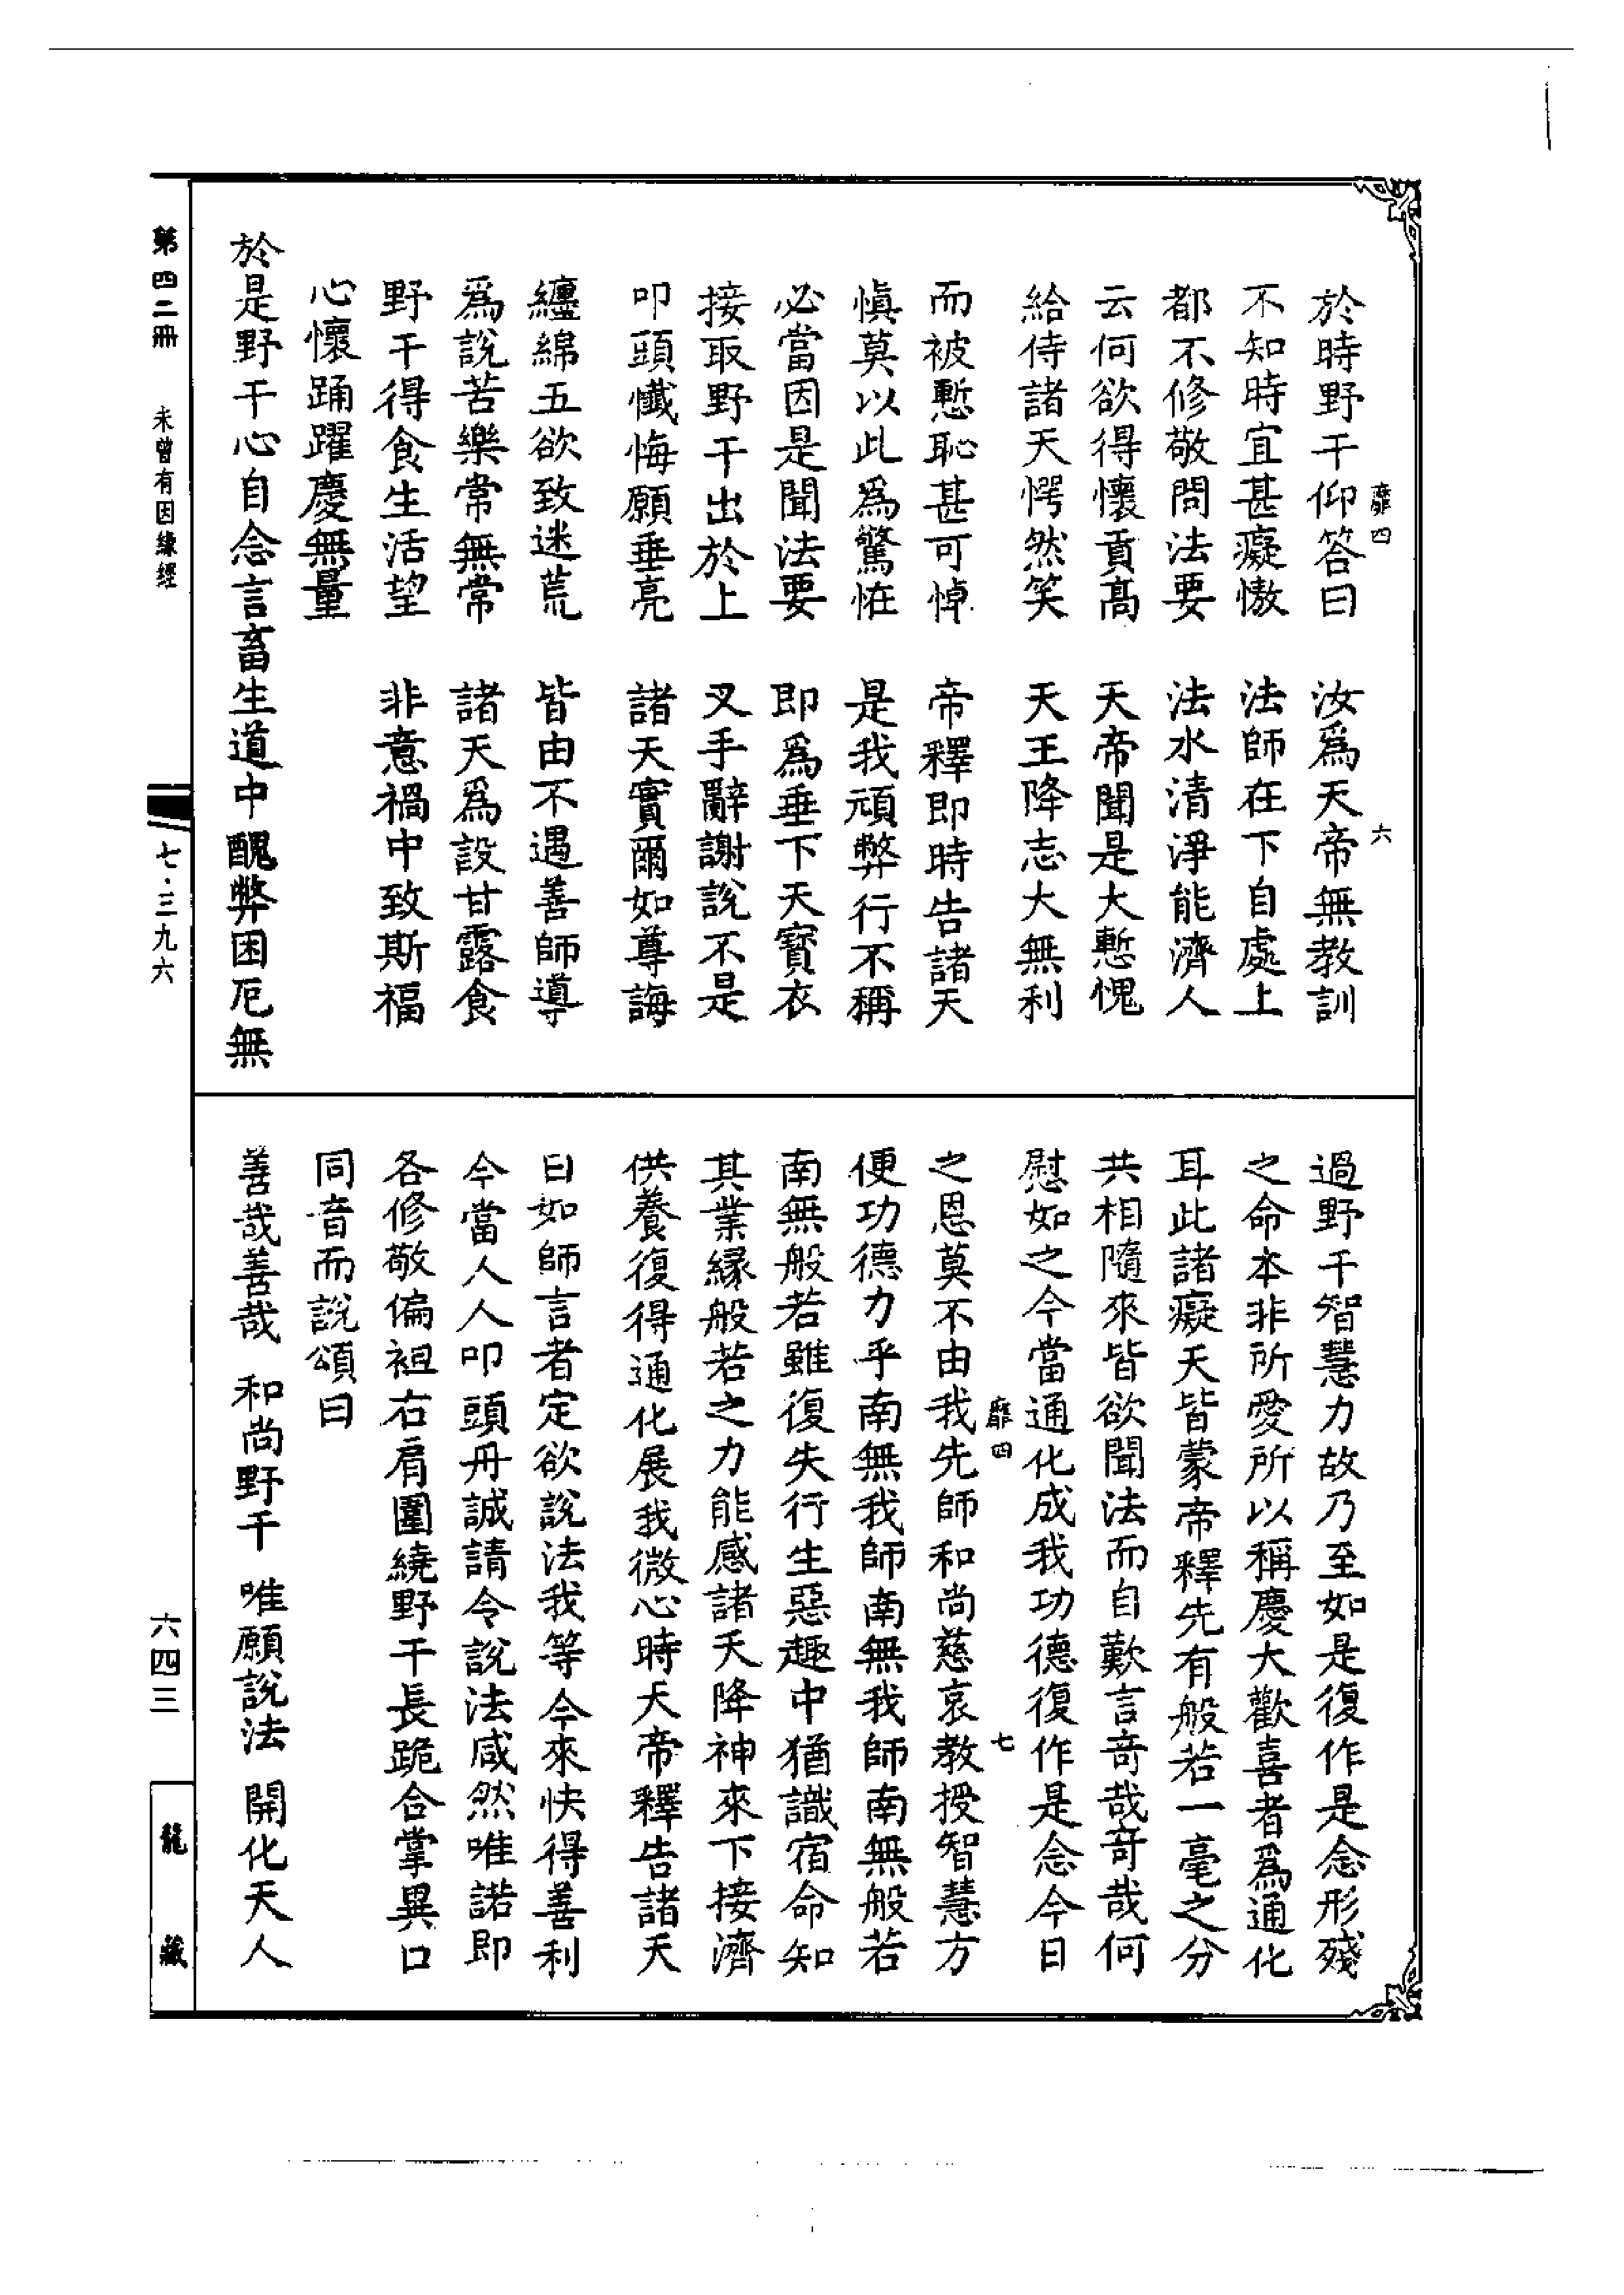 於時野干仰答曰　汝爲天帝無教訓
不知時宜甚癡慠　法師在下自處上
都不修敬問法要　法水清淨能濟人
云何欲得懷貢高　天帝聞是大慙愧
給侍諸天愕然笑　天王降志大無利
而被慙恥甚可悼　帝釋即時告諸天
愼莫以此爲驚怪　是我頑弊行不稱
必當因是聞法要　即爲垂下天寳衣
接取野干出於上　叉手辭謝說不是
叩頭懺悔願垂亮　諸天實爾如尊誨
纏綿五欲致迷荒　皆由不遇善師導
爲說苦樂常無常　諸天爲設甘露食
野干得食生活望　非意禍中致斯福
心懷踊躍慶無量
於是野干心自念言畜生道中醜弊困厄無
過野干智慧力故乃至如是復作是念形殘
之命本非所愛所以稱慶大歡喜者爲通化
耳此諸癡天皆蒙帝釋先有般若一毫之分
共相隨來皆欲聞法而自歎言奇哉奇哉何
慰如之今當通化成我功德復作是念今日
之恩莫不由我先師和尚慈哀教授智慧方
便功德力乎南無我師南無我師南無般若
南無般若雖復失行生惡趣中猶識宿命知
其業緣般若之力能感諸天降神來下接濟
供養復得通化展我微心時天帝釋告諸天
曰如師言者定欲說法我等今來快得善利
今當人人叩頭丹誠請令說法咸然唯諾即
各修敬偏袒右肩圍繞野干長跪合掌異口
同音而說頌曰
善哉善哉　和尚野干　唯願說法　開化天人
靡四　六
靡四　七
第四二冊　未曾有因緣經　七·三九六　六四三　龍藏